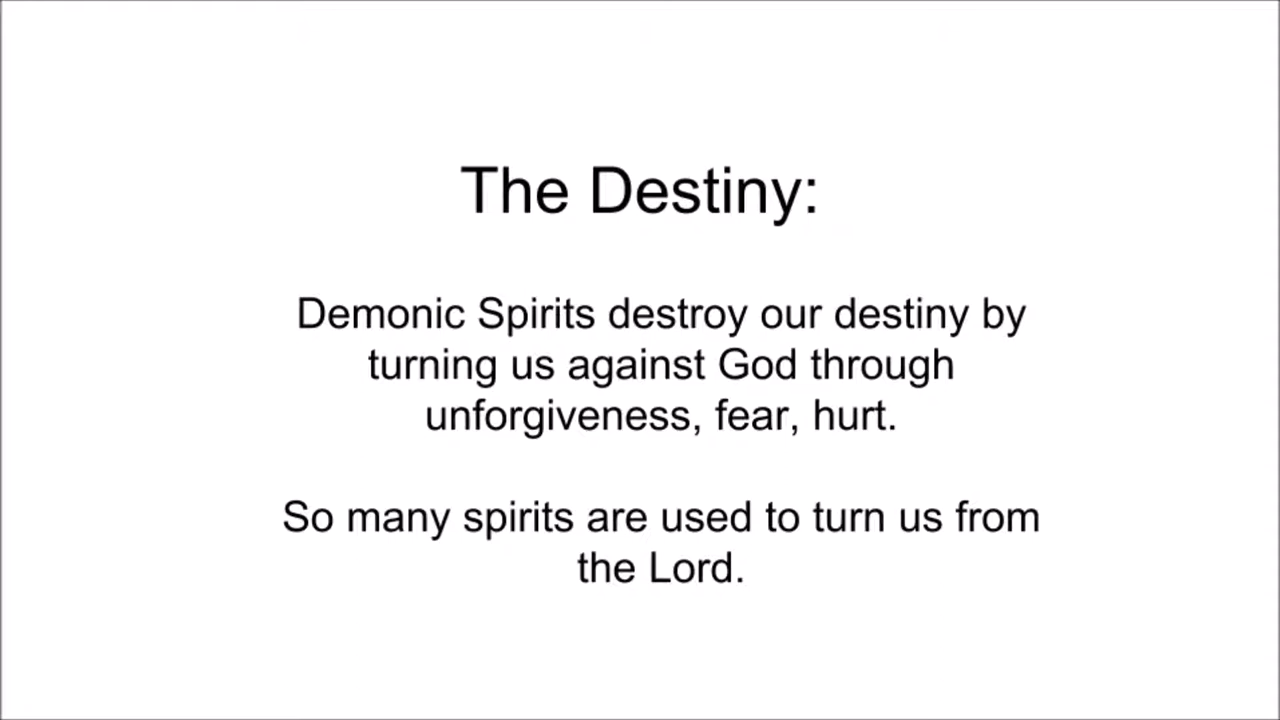 The Destiny:
Demonic Spirits destroy our destiny by
turning us against God through
unforgiveness, fear, hurt.
So many spirits are used to turn us from
the Lord.